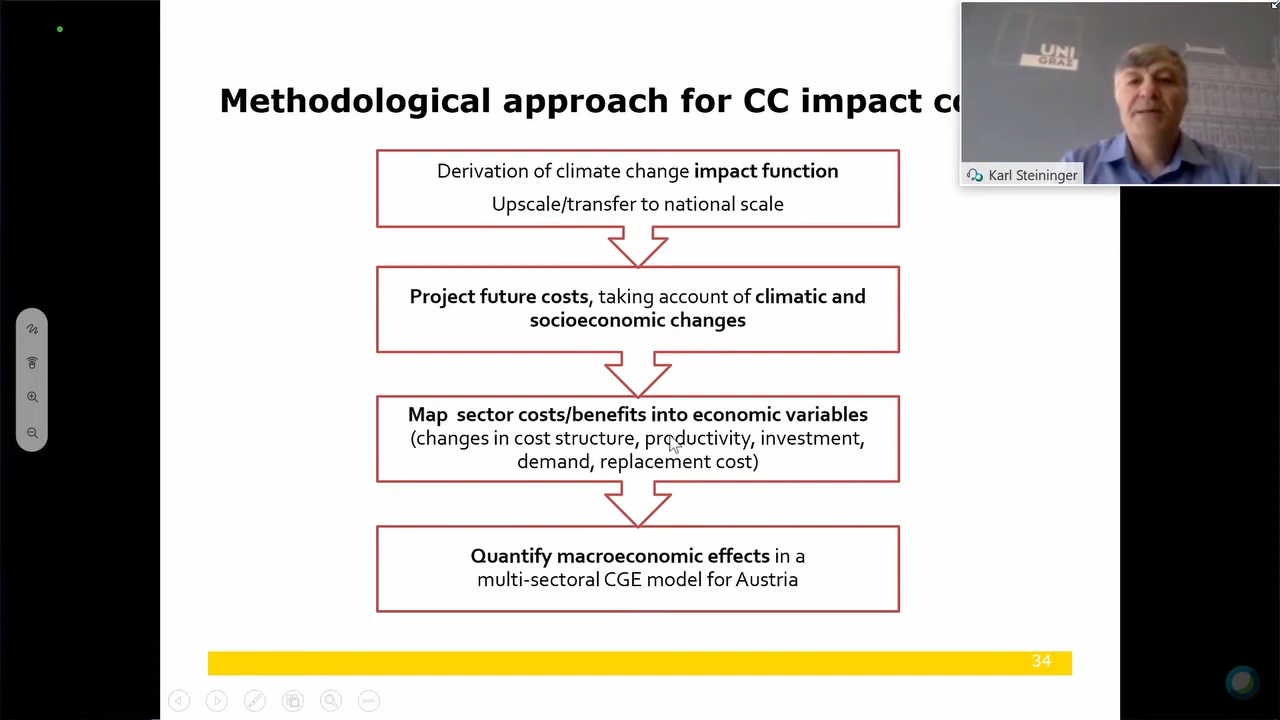 Methodological approach for CC impact co
UNI
GRAZ
Karl Steininger
Derivation of climate change impact function
Upscale/transfer to national scale
Project future costs, taking account of climatic and
socioeconomic changes
Map sector costs/benefits into economic variables
(changes in cost structure, productivity, investment,
demand, replacement cost)
Quantify macroeconomic effects in a
multi-sectoral CGE model for Austria
34